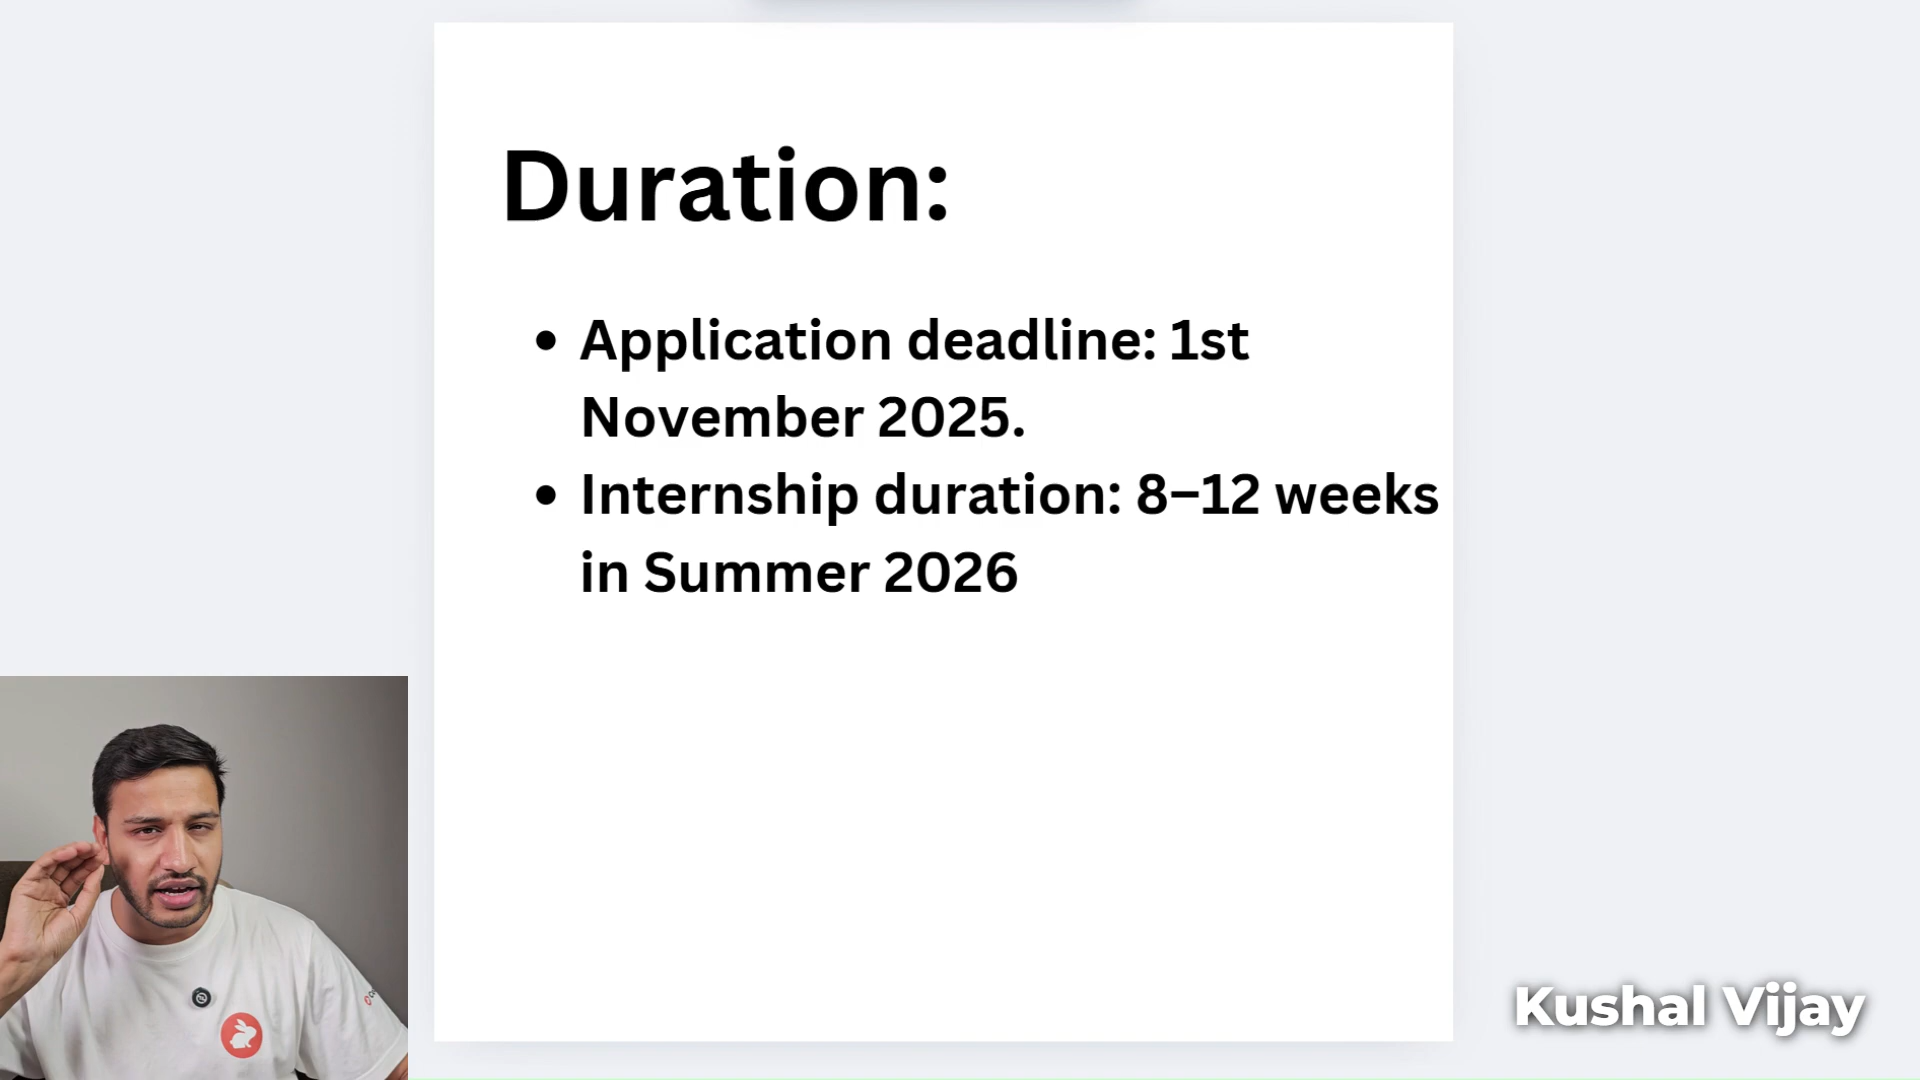 Duration:
• Application deadline: 1st
November 2025.
• Internship duration: 8–12 weeks
in Summer 2026
Kushal Vijay